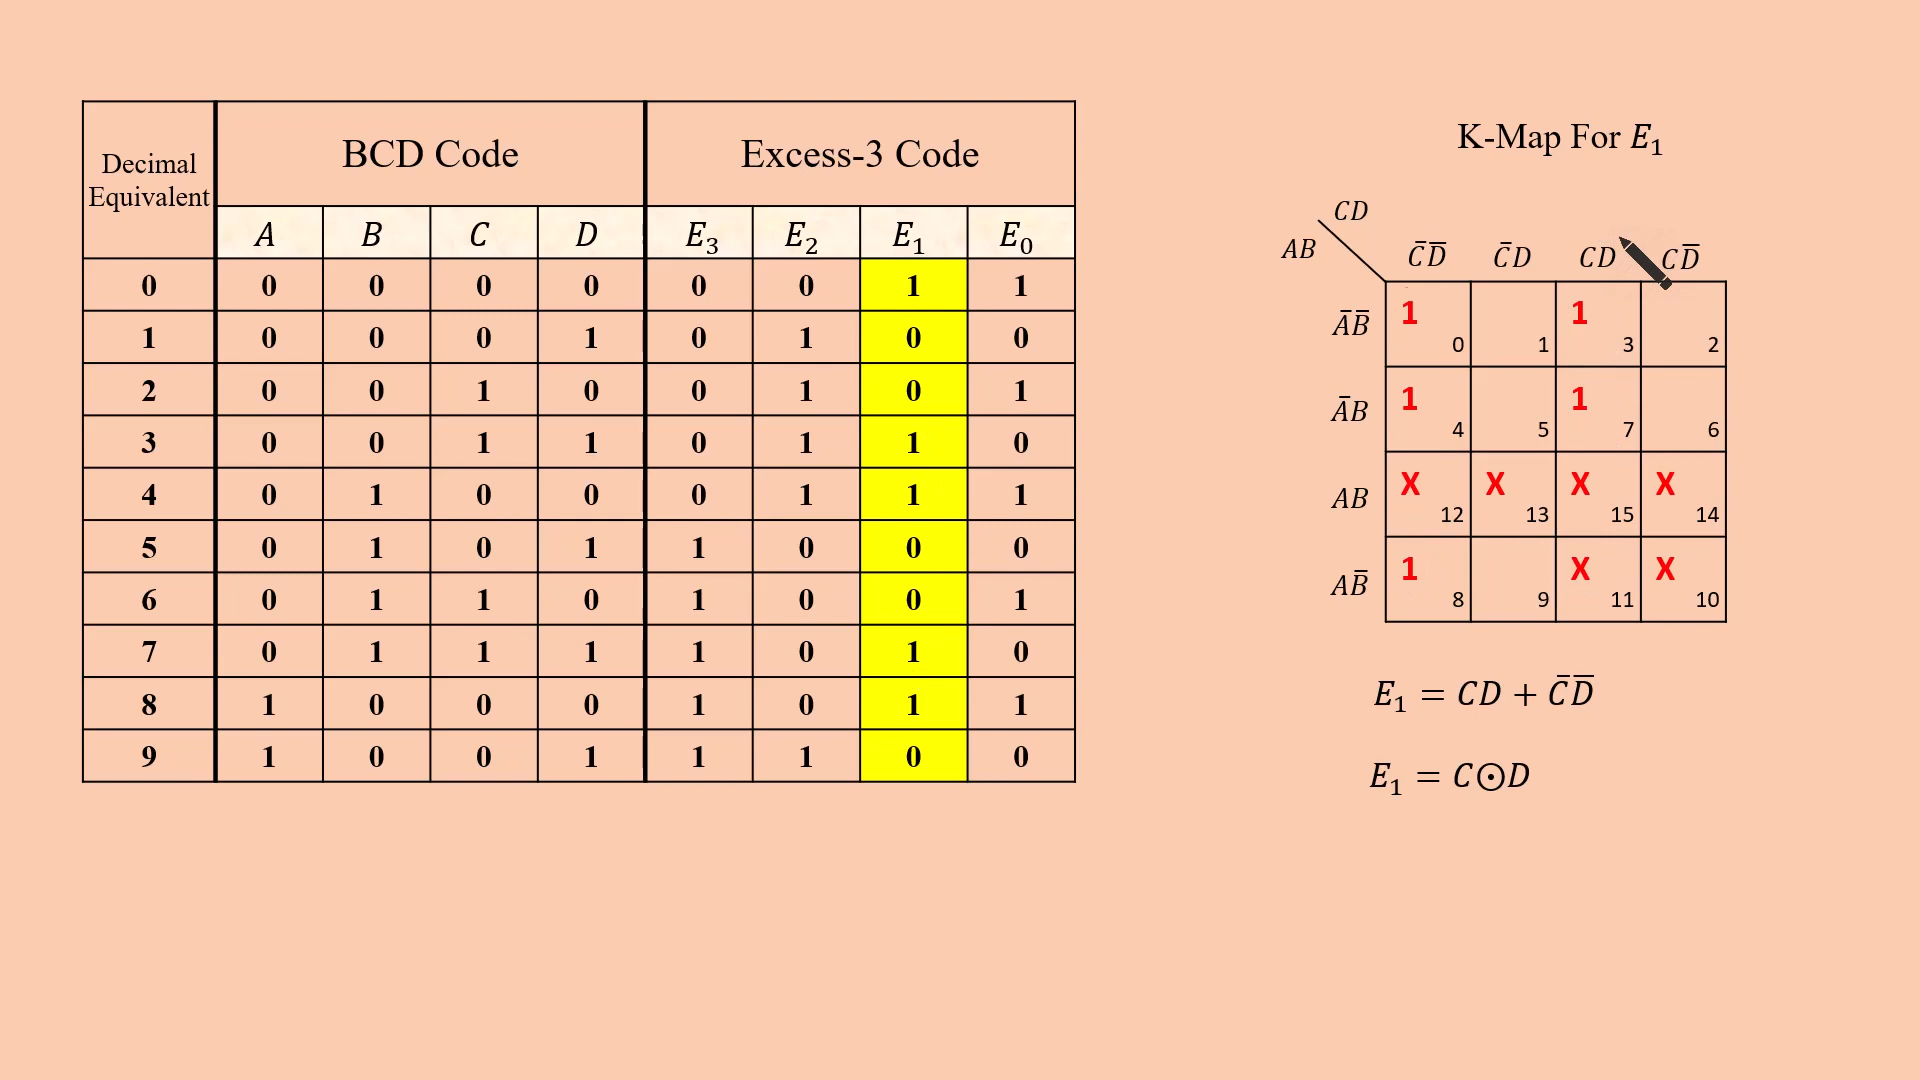 Decimal Equivalent BCD Code Excess-3 Code
A B C D E₃ E₂ E₁ E₀
0 0 0 0 0 0 0 1 1
1 0 0 0 1 0 1 0 0
2 0 0 1 0 0 1 0 1
3 0 0 1 1 0 1 1 0
4 0 1 0 0 0 1 1 1
5 0 1 0 1 1 0 0 0
6 0 1 1 0 1 0 0 1
7 0 1 1 1 1 0 1 0
8 1 0 0 0 1 0 1 1
9 1 0 0 1 1 1 0 0
K-Map For E₁
CD
AB
C̅D̅ C̅D CD CD̅
A̅B̅ 1 0 1 1 3 2
A̅B 1 4 5 1 7 6
AB X 12 X 13 X 15 X 14
AB̅ 1 8 9 X 11 X 10
E₁ = CD + C̅D̅
E₁ = C⊙D